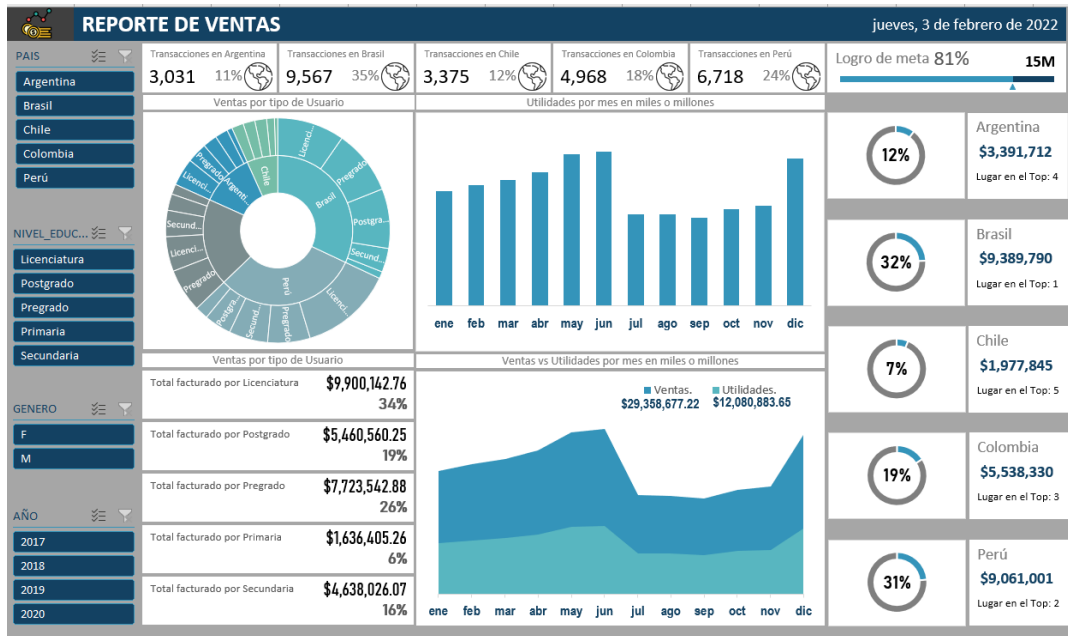 REPORTE DE VENTAS
jueves, 3 de febrero de 2022
PAIS
Argentina
Brasil
Chile
Colombia
Perú
NIVEL_EDUC...
Licenciatura
Postgrado
Pregrado
Primaria
Secundaria
GENERO
F
M
AÑO
2017
2018
2019
2020
Transacciones en Argentina
3,031 11%
Transacciones en Brasil
9,567 35%
Transacciones en Chile
3,375 12%
Transacciones en Colombia
4,968 18%
Transacciones en Perú
6,718 24%
Logro de meta 81%
15M
Ventas por tipo de Usuario
Brasil
Licenci...
Pregrado
Postgra...
Secund...
Perú
Licenci...
Pregrado
Secund...
Postgra...
Pregrado
Licenci...
Secund...
Argenti...
Licenci...
Pregrado
Chile
Utilidades por mes en miles o millones
ene feb mar abr may jun jul ago sep oct nov dic
Ventas por tipo de Usuario
Total facturado por Licenciatura
$9,900,142.76
34%
Total facturado por Postgrado
$5,460,560.25
19%
Total facturado por Pregrado
$7,723,542.88
26%
Total facturado por Primaria
$1,636,405.26
6%
Total facturado por Secundaria
$4,638,026.07
16%
Ventas vs Utilidades por mes en miles o millones
Ventas. Utilidades.
$29,358,677.22 $12,080,883.65
ene feb mar abr may jun jul ago sep oct nov dic
12%
Argentina
$3,391,712
Lugar en el Top: 4
32%
Brasil
$9,389,790
Lugar en el Top: 1
7%
Chile
$1,977,845
Lugar en el Top: 5
19%
Colombia
$5,538,330
Lugar en el Top: 3
31%
Perú
$9,061,001
Lugar en el Top: 2